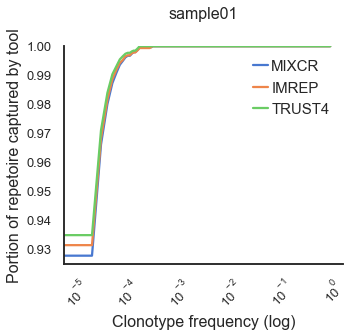 sample01
Portion of repetoire captured by tool
1.00
0.99
0.98
0.97
0.96
0.95
0.94
0.93
MIXCR
IMREP
TRUST4
10⁻⁵
10⁻⁴
10⁻³
10⁻²
10⁻¹
10⁰
Clonotype frequency (log)